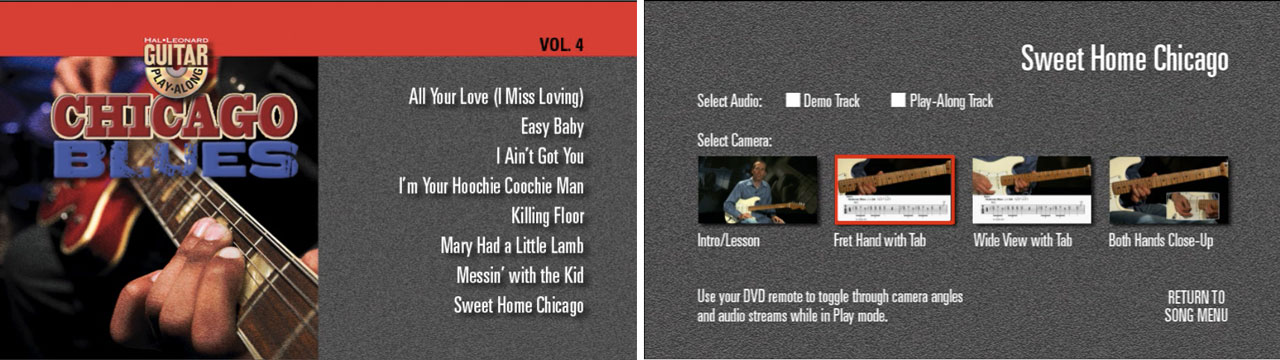 VOL. 4
HAL•LEONARD
GUITAR
PLAY-ALONG
CHICAGO
BLUES
All Your Love (I Miss Loving)
Easy Baby
I Ain't Got You
I'm Your Hoochie Coochie Man
Killing Floor
Mary Had a Little Lamb
Messin' with the Kid
Sweet Home Chicago
Sweet Home Chicago
Select Audio: Demo Track Play-Along Track
Select Camera:
Intro/Lesson Fret Hand with Tab Wide View with Tab Both Hands Close-Up
Use your DVD remote to toggle through camera angles
and audio streams while in Play mode.
RETURN TO
SONG MENU